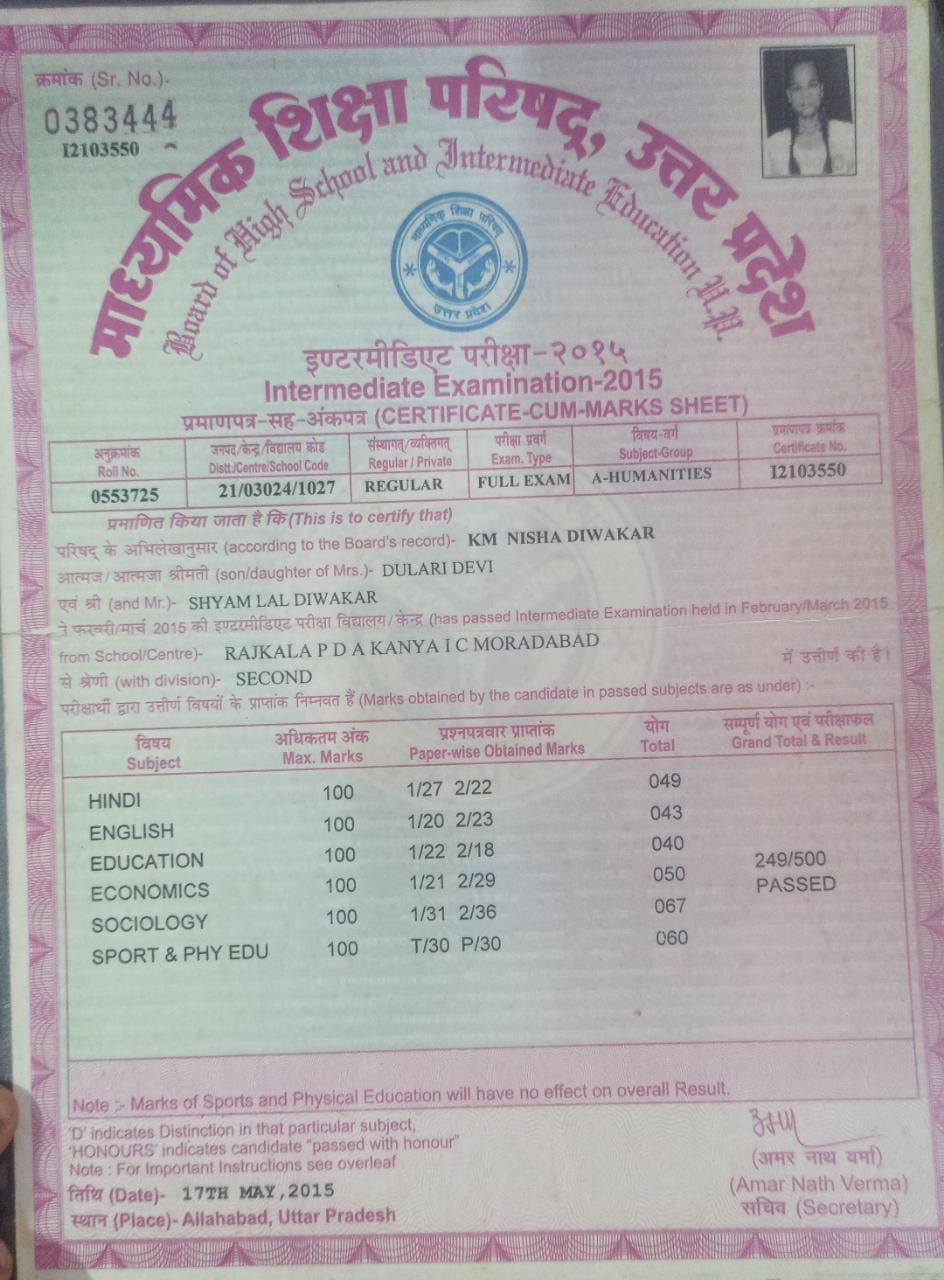 क्रमांक (Sr. No.)-
0383444
I2103550
माध्यमिक शिक्षा परिषद्, उत्तर प्रदेश
Board of High School and Intermediate Education U.P.
माध्यमिक शिक्षा परिषद्
उत्तर प्रदेश
इण्टरमीडिएट परीक्षा-२०१५
Intermediate Examination-2015
प्रमाणपत्र-सह-अंकपत्र (CERTIFICATE-CUM-MARKS SHEET)
अनुक्रमांक जनपद/केन्द्र/विद्यालय कोड संस्थागत्/व्यक्तिगत् परीक्षा प्रवर्ग विषय-वर्ग प्रमाणपत्र क्रमांक
Roll No. Distt./Centre/School Code Regular / Private Exam. Type Subject-Group Certificate No.
0553725 21/03024/1027 REGULAR FULL EXAM A-HUMANITIES I2103550
प्रमाणित किया जाता है कि (This is to certify that)
परिषद् के अभिलेखानुसार (according to the Board's record)- KM NISHA DIWAKAR
आत्मज/आत्मजा श्रीमती (son/daughter of Mrs.)- DULARI DEVI
एवं श्री (and Mr.)- SHYAM LAL DIWAKAR
ने फरवरी/मार्च 2015 की इण्टरमीडिएट परीक्षा विद्यालय/केन्द्र (has passed Intermediate Examination held in February/March 2015
from School/Centre)- RAJKALA P D A KANYA I C MORADABAD में उत्तीर्ण की है।
से श्रेणी (with division)- SECOND
परीक्षार्थी द्वारा उत्तीर्ण विषयों के प्राप्तांक निम्नवत हैं (Marks obtained by the candidate in passed subjects are as under) :-
विषय अधिकतम अंक प्रश्नपत्रवार प्राप्तांक योग सम्पूर्ण योग एवं परीक्षाफल
Subject Max. Marks Paper-wise Obtained Marks Total Grand Total & Result
HINDI 100 1/27 2/22 049
ENGLISH 100 1/20 2/23 043
EDUCATION 100 1/22 2/18 040 249/500
ECONOMICS 100 1/21 2/29 050 PASSED
SOCIOLOGY 100 1/31 2/36 067
SPORT & PHY EDU 100 T/30 P/30 060
Note :- Marks of Sports and Physical Education will have no effect on overall Result.
'D' indicates Distinction in that particular subject,
'HONOURS' indicates candidate "passed with honour"
Note : For Important Instructions see overleaf
तिथि (Date)- 17TH MAY,2015
स्थान (Place)- Allahabad, Uttar Pradesh
(अमर नाथ वर्मा)
(Amar Nath Verma)
सचिव (Secretary)